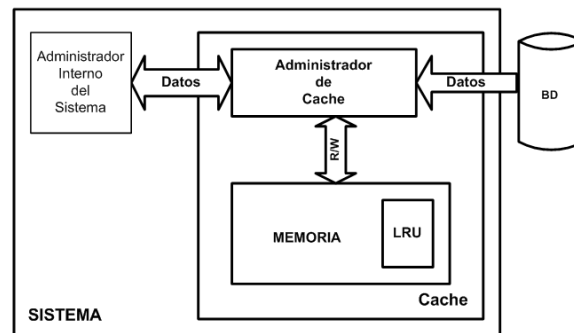 Administrador
Interno
del
Sistema
Datos
Administrador
de
Cache
Datos
BD
R/W
MEMORIA
LRU
Cache
SISTEMA